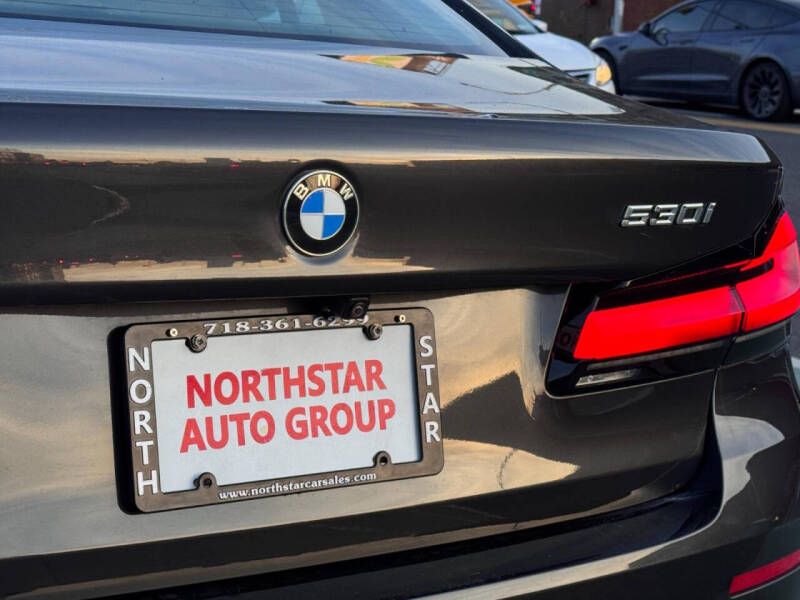 BMW
530i
718-361-6299
NORTH
NORTHSTAR
AUTO GROUP
STAR
www.northstarcarsales.com